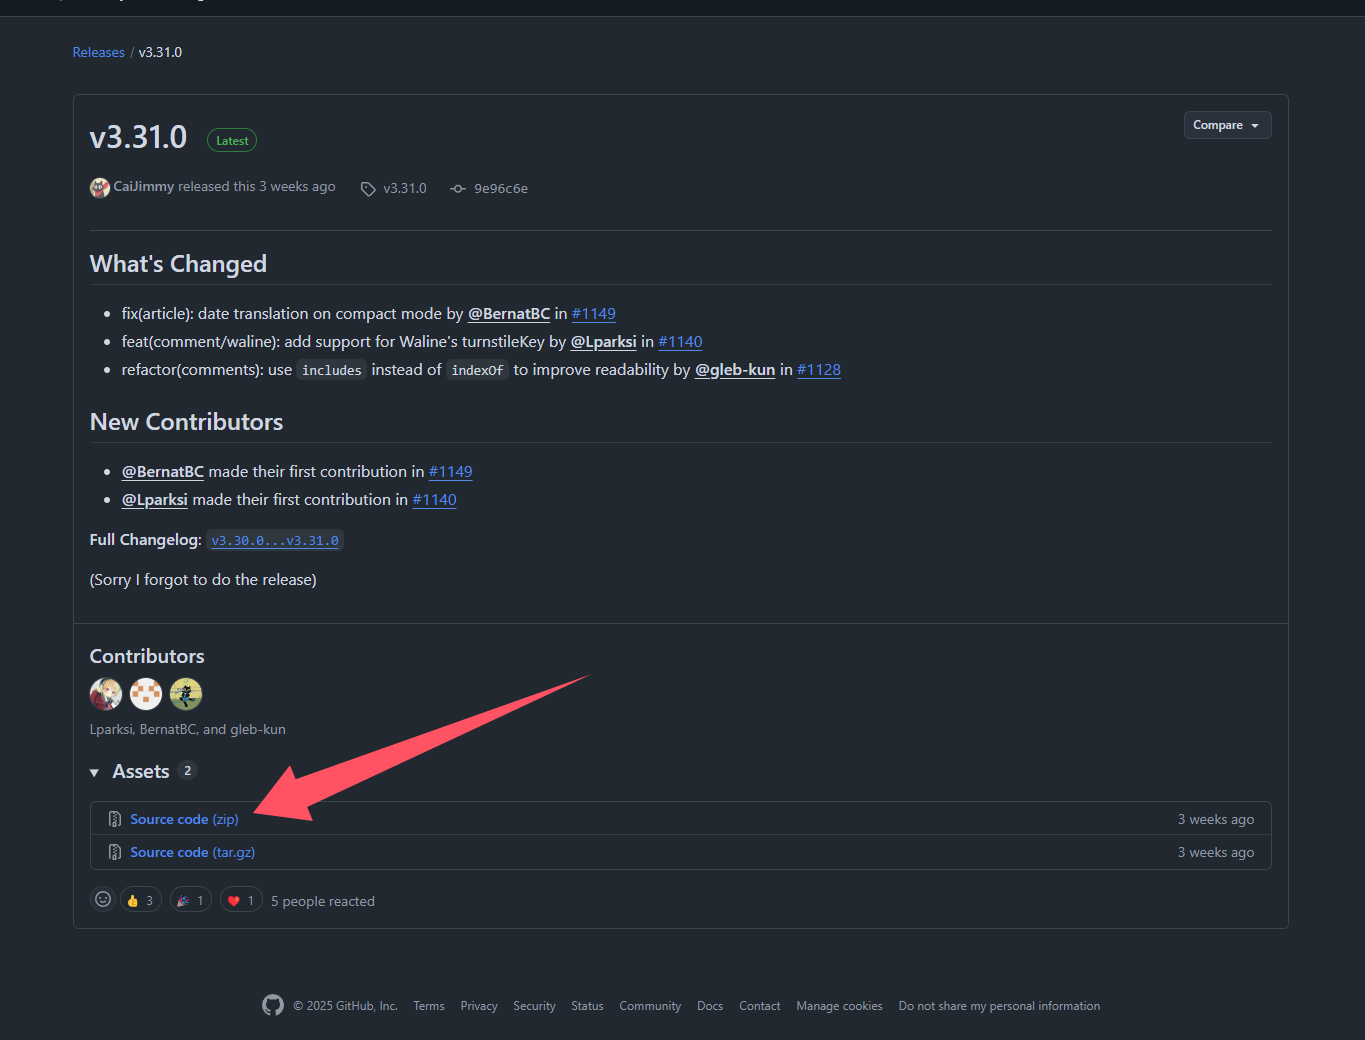 Releases / v3.31.0
v3.31.0 Latest
Compare
CaiJimmy released this 3 weeks ago v3.31.0 9e96c6e
What's Changed
fix(article): date translation on compact mode by @BernatBC in #1149
feat(comment/waline): add support for Waline's turnstileKey by @Lparksi in #1140
refactor(comments): use includes instead of indexOf to improve readability by @gleb-kun in #1128
New Contributors
@BernatBC made their first contribution in #1149
@Lparksi made their first contribution in #1140
Full Changelog: v3.30.0...v3.31.0
(Sorry I forgot to do the release)
Contributors
Lparksi, BernatBC, and gleb-kun
Assets 2
Source code (zip) 3 weeks ago
Source code (tar.gz) 3 weeks ago
👍 3 🎉 1 ❤️ 1 5 people reacted
© 2025 GitHub, Inc. Terms Privacy Security Status Community Docs Contact Manage cookies Do not share my personal information